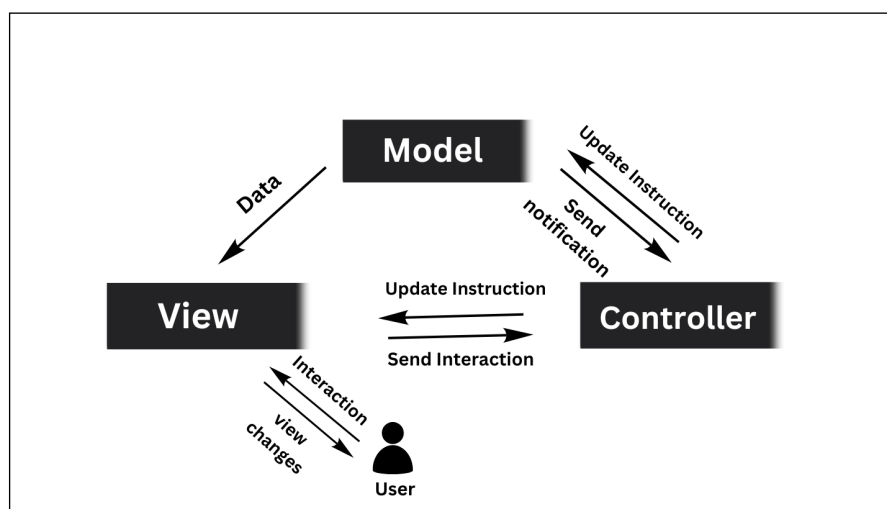 Model
Update Instruction
Data
Send
notification
View
Update Instruction
Controller
Send Interaction
Interaction
view
changes
User